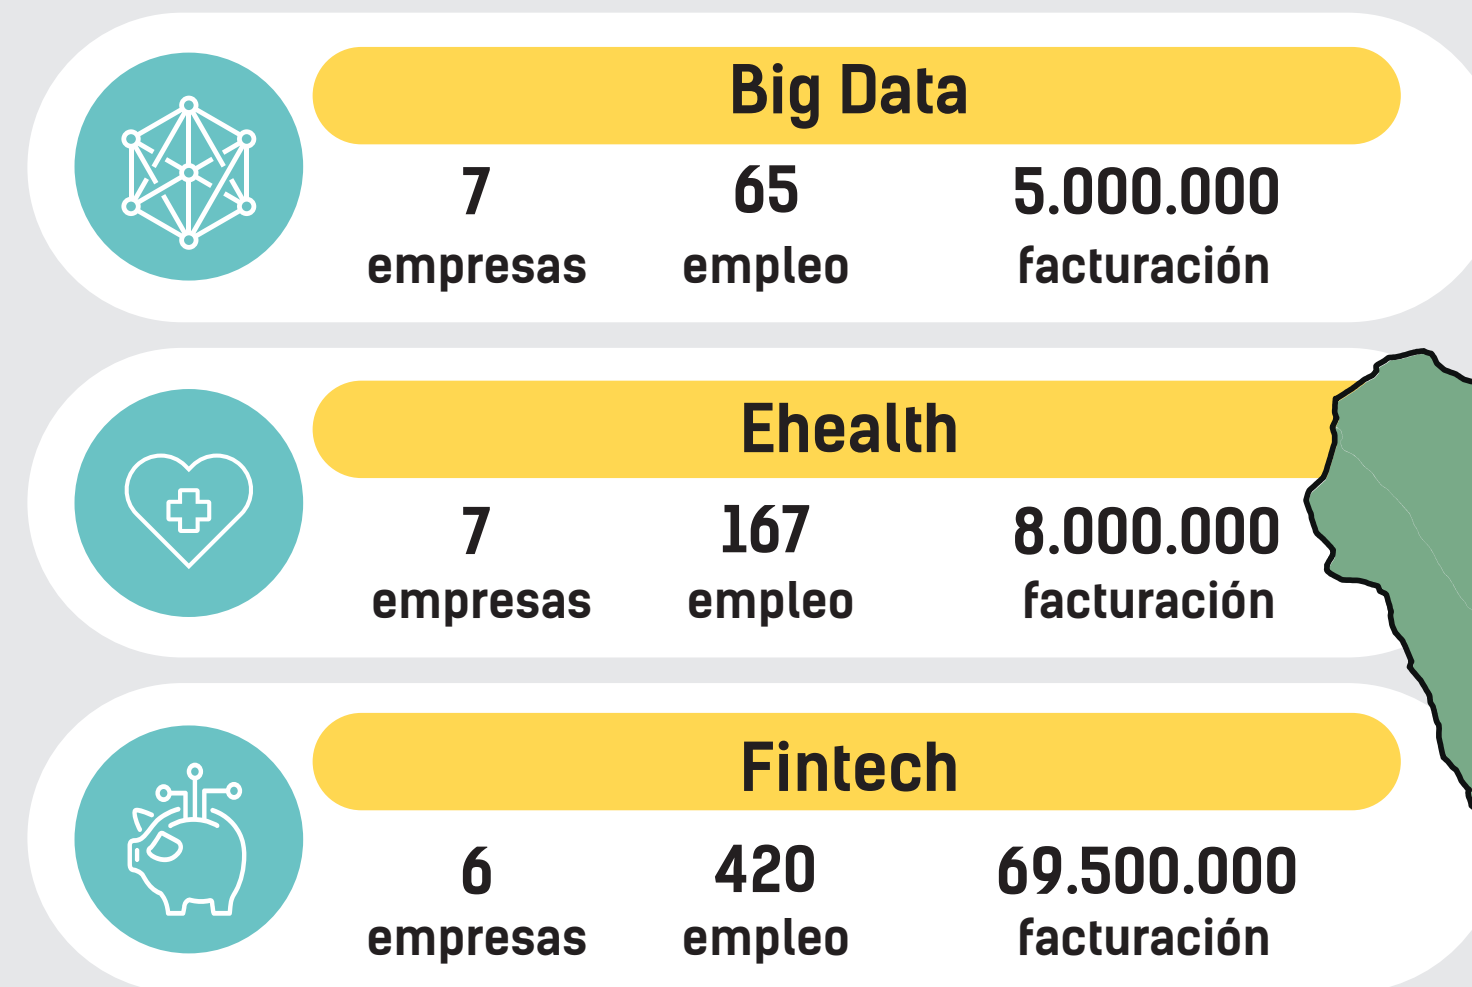 Big Data
7 65 5.000.000
empresas empleo facturación
Ehealth
7 167 8.000.000
empresas empleo facturación
Fintech
6 420 69.500.000
empresas empleo facturación